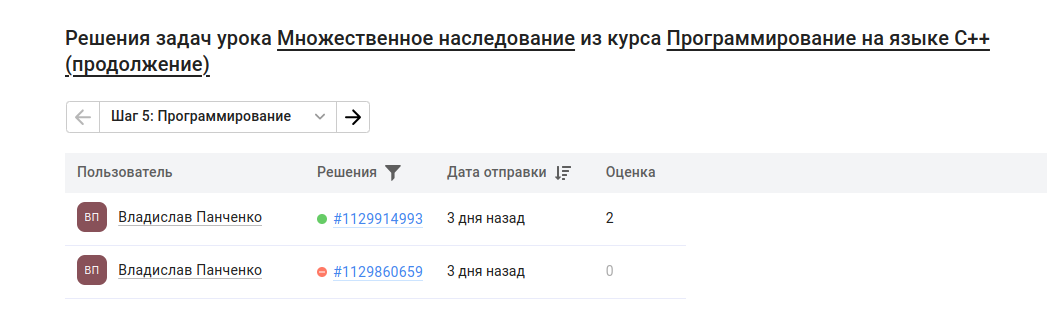 Решения задач урока Множественное наследование из курса Программирование на языке C++
(продолжение)
Шаг 5: Программирование
Пользователь Решения Дата отправки Оценка
ВП Владислав Панченко #1129914993 3 дня назад 2
ВП Владислав Панченко #1129860659 3 дня назад 0